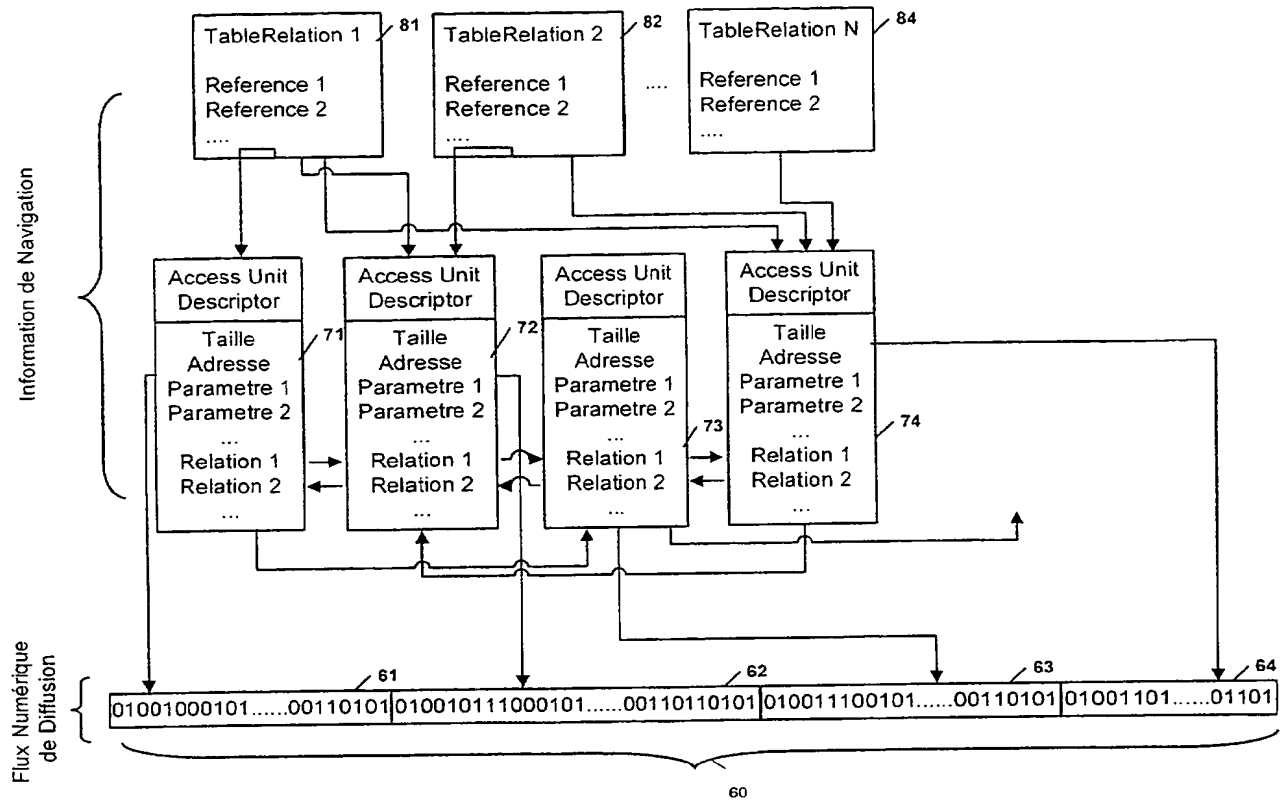 TableRelation 1
Reference 1
Reference 2
....
81
TableRelation 2
Reference 1
Reference 2
....
82
....
TableRelation N
Reference 1
Reference 2
....
84
Information de Navigation
Access Unit
Descriptor
Taille
Adresse
Parametre 1
Parametre 2
...
Relation 1
Relation 2
...
71
Access Unit
Descriptor
Taille
Adresse
Parametre 1
Parametre 2
...
Relation 1
Relation 2
...
72
Access Unit
Descriptor
Taille
Adresse
Parametre 1
Parametre 2
...
Relation 1
Relation 2
...
73
Access Unit
Descriptor
Taille
Adresse
Parametre 1
Parametre 2
...
Relation 1
Relation 2
...
74
Flux Numérique
de Diffusion
61
62
63
64
01001000101......00110101
0100101111000101......00110110101
010011100101......00110101
01001101......01101
60